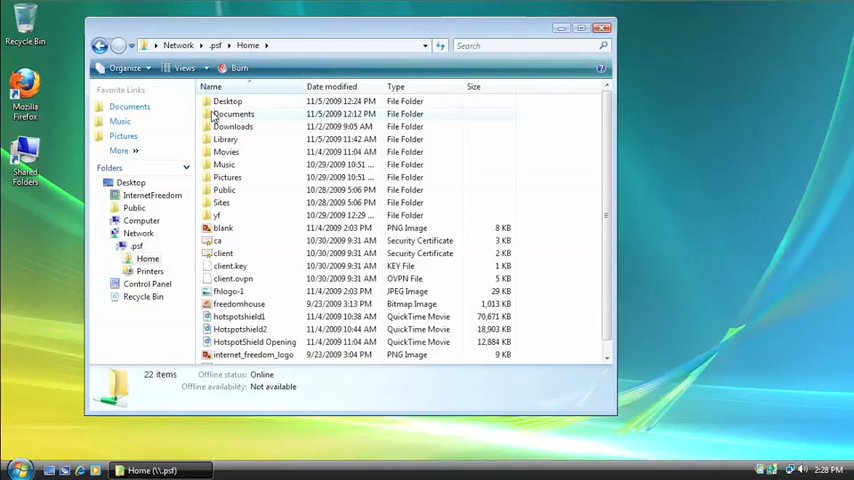 Recycle Bin
Mozilla
Firefox
Shared
Folders
Network .psf Home
Search
Organize Views Burn
Favorite Links
Documents
Music
Pictures
More »
Folders
Desktop
InternetFreedom
Public
Computer
Network
.psf
Home
Printers
Control Panel
Recycle Bin
Name Date modified Type Size
Desktop 11/5/2009 12:24 PM File Folder
Documents 11/5/2009 12:12 PM File Folder
Downloads 11/2/2009 9:05 AM File Folder
Library 11/5/2009 11:42 AM File Folder
Movies 11/4/2009 11:04 AM File Folder
Music 10/29/2009 10:51 ... File Folder
Pictures 10/29/2009 10:51 ... File Folder
Public 10/28/2009 5:06 PM File Folder
Sites 10/28/2009 5:06 PM File Folder
yf 10/29/2009 12:29 ... File Folder
blank 11/4/2009 2:03 PM PNG Image 8 KB
ca 10/30/2009 9:31 AM Security Certificate 3 KB
client 10/30/2009 9:31 AM Security Certificate 2 KB
client.key 10/30/2009 9:31 AM KEY File 1 KB
client.ovpn 10/30/2009 9:31 AM OVPN File 1 KB
fhlogo-1 11/4/2009 2:03 PM JPEG Image 29 KB
freedomhouse 9/23/2009 3:13 PM Bitmap Image 1,013 KB
hotspotshield1 11/4/2009 10:38 AM QuickTime Movie 70,671 KB
Hotspotshield2 11/4/2009 10:44 AM QuickTime Movie 18,903 KB
HotspotShield Opening 11/4/2009 11:04 AM QuickTime Movie 12,884 KB
internet_freedom_logo 9/23/2009 3:04 PM PNG Image 9 KB
22 items Offline status: Online
Offline availability: Not available
Home (\\.psf)
2:28 PM